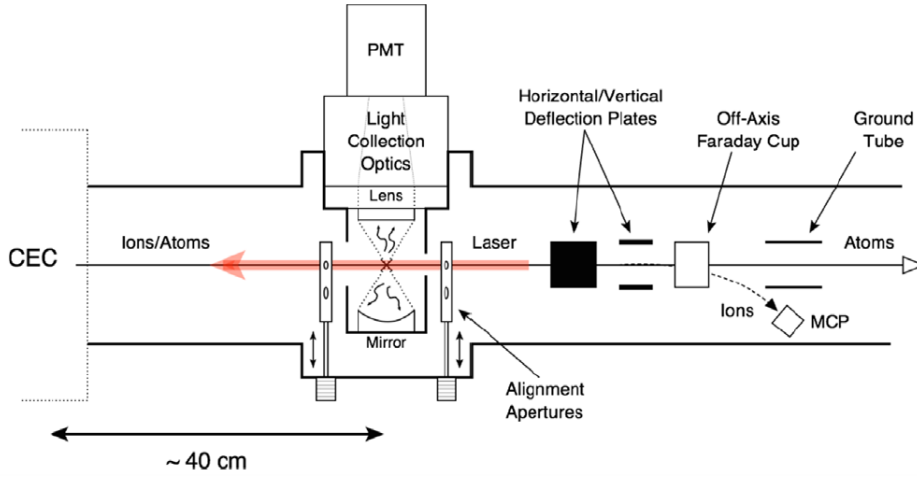 PMT
Light
Collection
Optics
Lens
Horizontal/Vertical
Deflection Plates
Off-Axis
Faraday Cup
Ground
Tube
CEC
Ions/Atoms
Laser
Atoms
Ions
MCP
Mirror
Alignment
Apertures
~ 40 cm